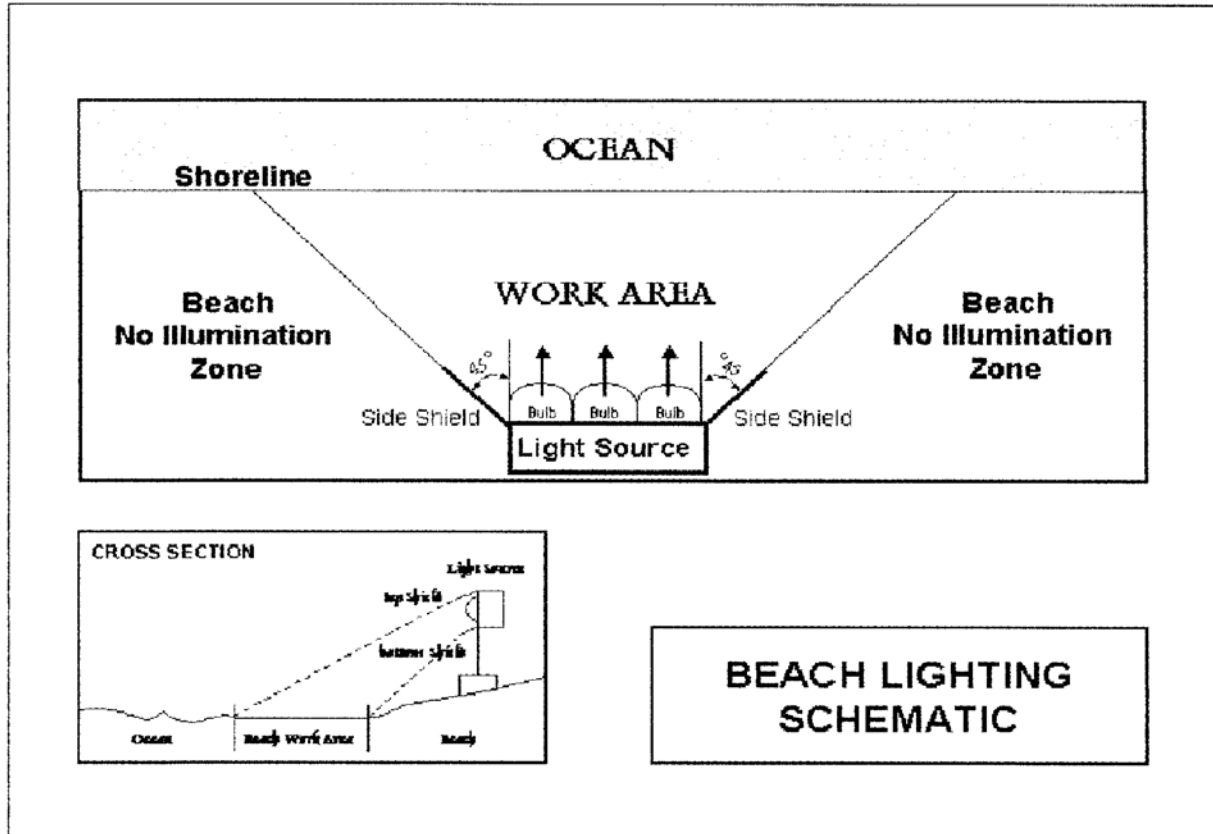 OCEAN
Shoreline
WORK AREA
Beach
No Illumination
Zone
Beach
No Illumination
Zone
45°
45°
Side Shield
Bulb
Bulb
Bulb
Side Shield
Light Source
CROSS SECTION
Light Source
Top Shield
bottom Shield
Ocean
Beach Work Area
Beach
BEACH LIGHTING
SCHEMATIC